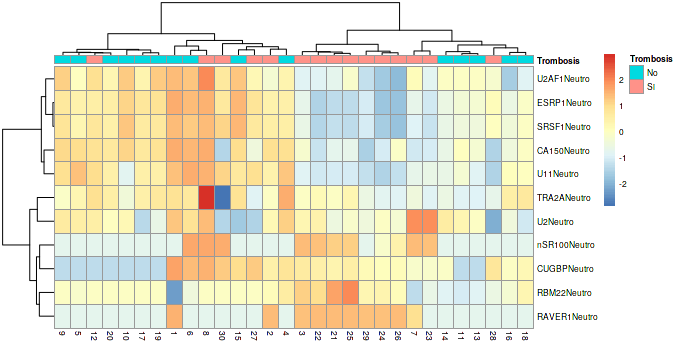 Trombosis
U2AF1Neutro
ESRP1Neutro
SRSF1Neutro
CA150Neutro
U11Neutro
TRA2ANeutro
U2Neutro
nSR100Neutro
CUGBPNeutro
RBM22Neutro
RAVER1Neutro
9 5 12 20 10 17 19 1 6 8 30 15 27 2 4 3 22 21 25 29 24 26 7 23 14 11 13 28 16 18
2
1
0
-1
-2
Trombosis
No
SI